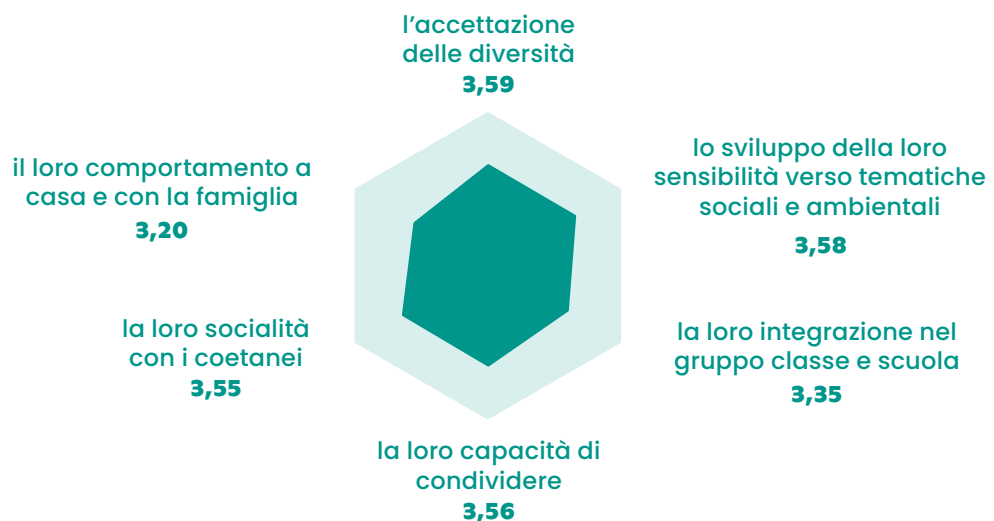 l’accettazione
delle diversità
3,59
lo sviluppo della loro
sensibilità verso tematiche
sociali e ambientali
3,58
la loro integrazione nel
gruppo classe e scuola
3,35
la loro capacità di
condividere
3,56
la loro socialità
con i coetanei
3,55
il loro comportamento a
casa e con la famiglia
3,20